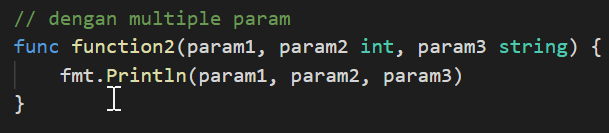 // dengan multiple param
func function2(param1, param2 int, param3 string) {
    fmt.Println(param1, param2, param3)
}